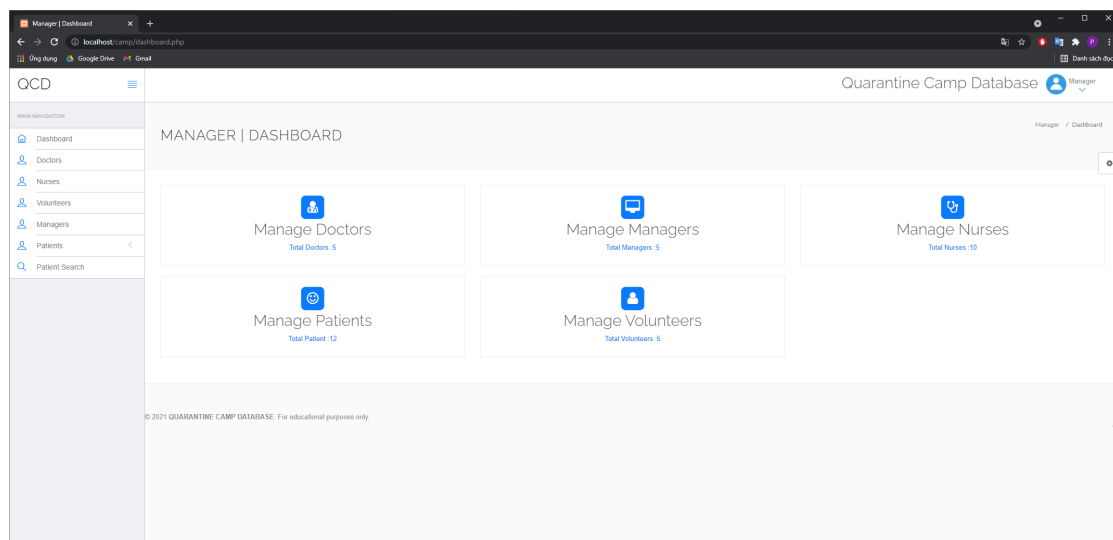 Manager | Dashboard
localhost/camp/dashboard.php
Ứng dụng Google Drive Gmail Danh sách đọc
QCD Quarantine Camp Database Manager
MAIN NAVIGATION
Dashboard
Doctors
Nurses
Volunteers
Managers
Patients
Patient Search
MANAGER | DASHBOARD
Manager / Dashboard
Manage Doctors
Total Doctors :5
Manage Managers
Total Managers :5
Manage Nurses
Total Nurses :10
Manage Patients
Total Patient :12
Manage Volunteers
Total Volunteers :5
© 2021 QUARANTINE CAMP DATABASE. For educational purposes only.